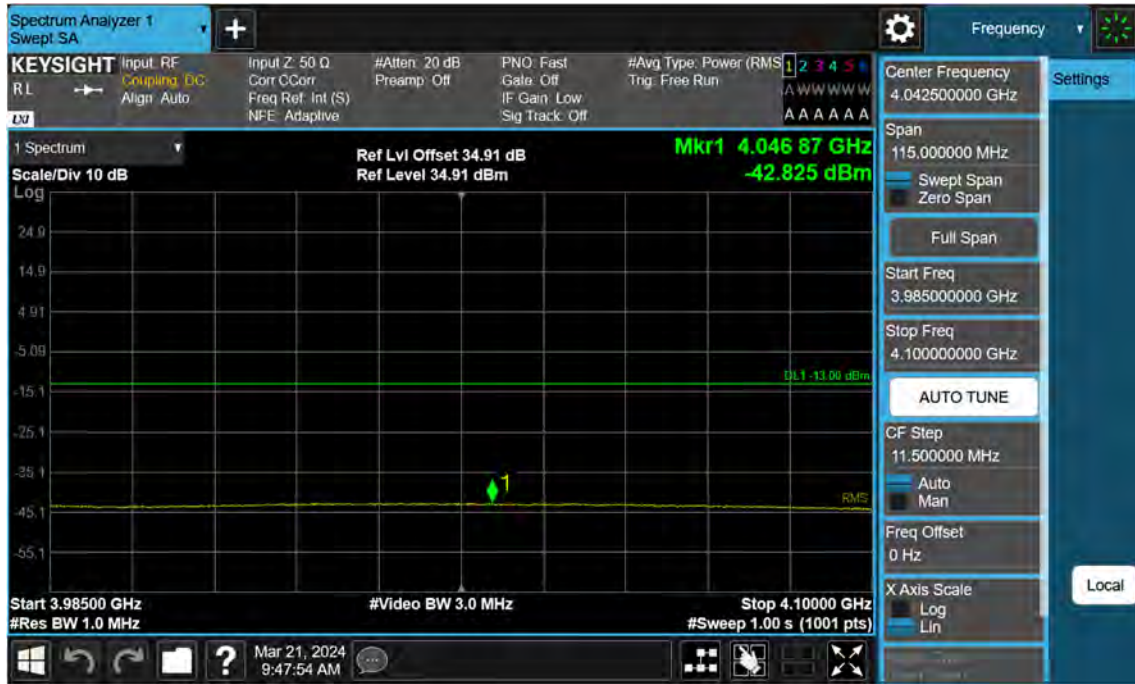 Spectrum Analyzer 1
Swept SA
Frequency
KEYSIGHT
RL
LXI
Input: RF
Coupling: DC
Align: Auto
Input Z: 50 Ω
Corr CCorr
Freq Ref: Int (S)
NFE: Adaptive
#Atten: 20 dB
Preamp: Off
PNO: Fast
Gate: Off
IF Gain: Low
Sig Track: Off
#Avg Type: Power (RMS
Trig: Free Run
1 2 3 4 5 6
A W W W W W
A A A A A A
1 Spectrum
Scale/Div 10 dB
Log
Ref Lvl Offset 34.91 dB
Ref Level 34.91 dBm
Mkr1 4.046 87 GHz
-42.825 dBm
24.9
14.9
4.91
-5.09
DL1 -13.00 dBm
-15.1
-25.1
-35.1
1
RMS
-45.1
-55.1
Start 3.98500 GHz
#Res BW 1.0 MHz
#Video BW 3.0 MHz
Stop 4.10000 GHz
#Sweep 1.00 s (1001 pts)
Mar 21, 2024
9:47:54 AM
?
Center Frequency
4.042500000 GHz
Span
115.000000 MHz
Swept Span
Zero Span
Full Span
Start Freq
3.985000000 GHz
Stop Freq
4.100000000 GHz
AUTO TUNE
CF Step
11.500000 MHz
Auto
Man
Freq Offset
0 Hz
X Axis Scale
Log
Lin
Settings
Local